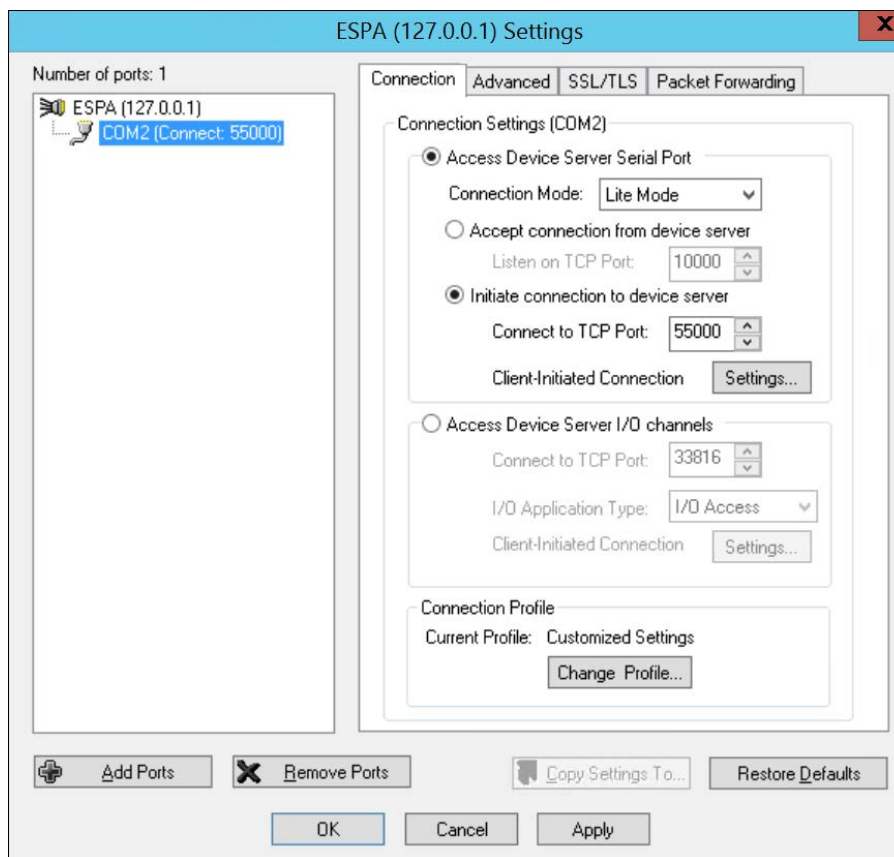 ESPA (127.0.0.1) Settings
X
Number of ports: 1
ESPA (127.0.0.1)
COM2 (Connect: 55000)
Connection Advanced SSL/TLS Packet Forwarding
Connection Settings (COM2)
Access Device Server Serial Port
Connection Mode: Lite Mode
Accept connection from device server
Listen on TCP Port: 10000
Initiate connection to device server
Connect to TCP Port: 55000
Client-Initiated Connection Settings...
Access Device Server I/O channels
Connect to TCP Port: 33816
I/O Application Type: I/O Access
Client-Initiated Connection Settings...
Connection Profile
Current Profile: Customized Settings
Change Profile...
Add Ports Remove Ports Copy Settings To... Restore Defaults
OK Cancel Apply